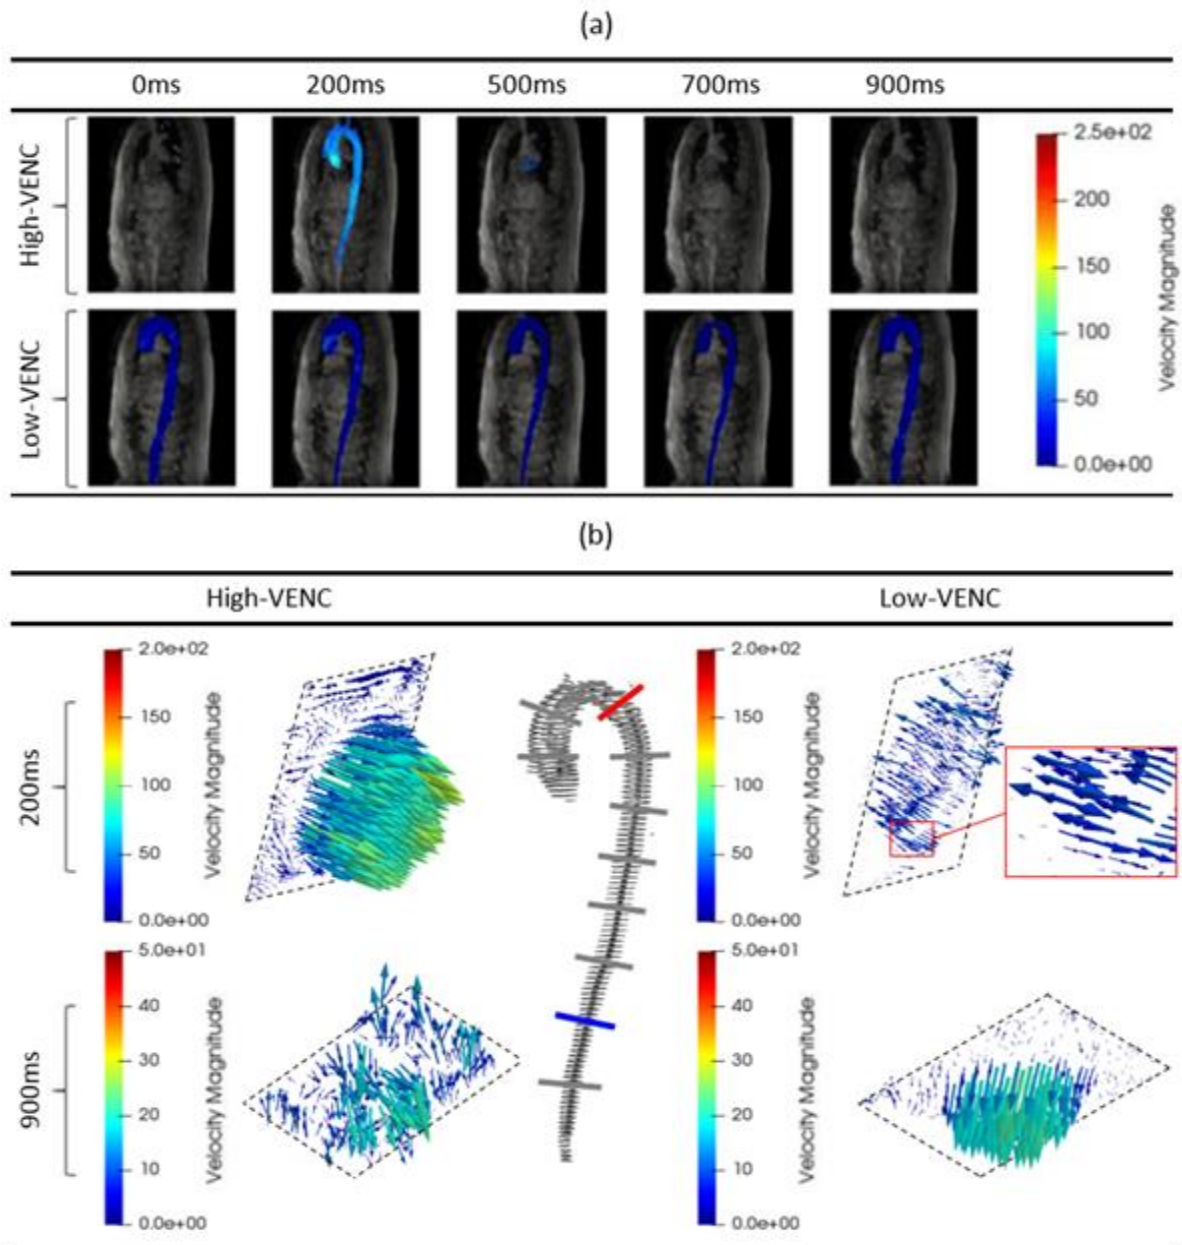 (a)
0ms 200ms 500ms 700ms 900ms
High-VENC
Low-VENC
2.5e+02
200
150
100
50
0.0e+00
Velocity Magnitude
(b)
High-VENC Low-VENC
200ms
2.0e+02
150
100
50
0.0e+00
Velocity Magnitude
2.0e+02
150
100
50
0.0e+00
Velocity Magnitude
900ms
5.0e+01
40
30
20
10
0.0e+00
Velocity Magnitude
5.0e+01
40
30
20
10
0.0e+00
Velocity Magnitude